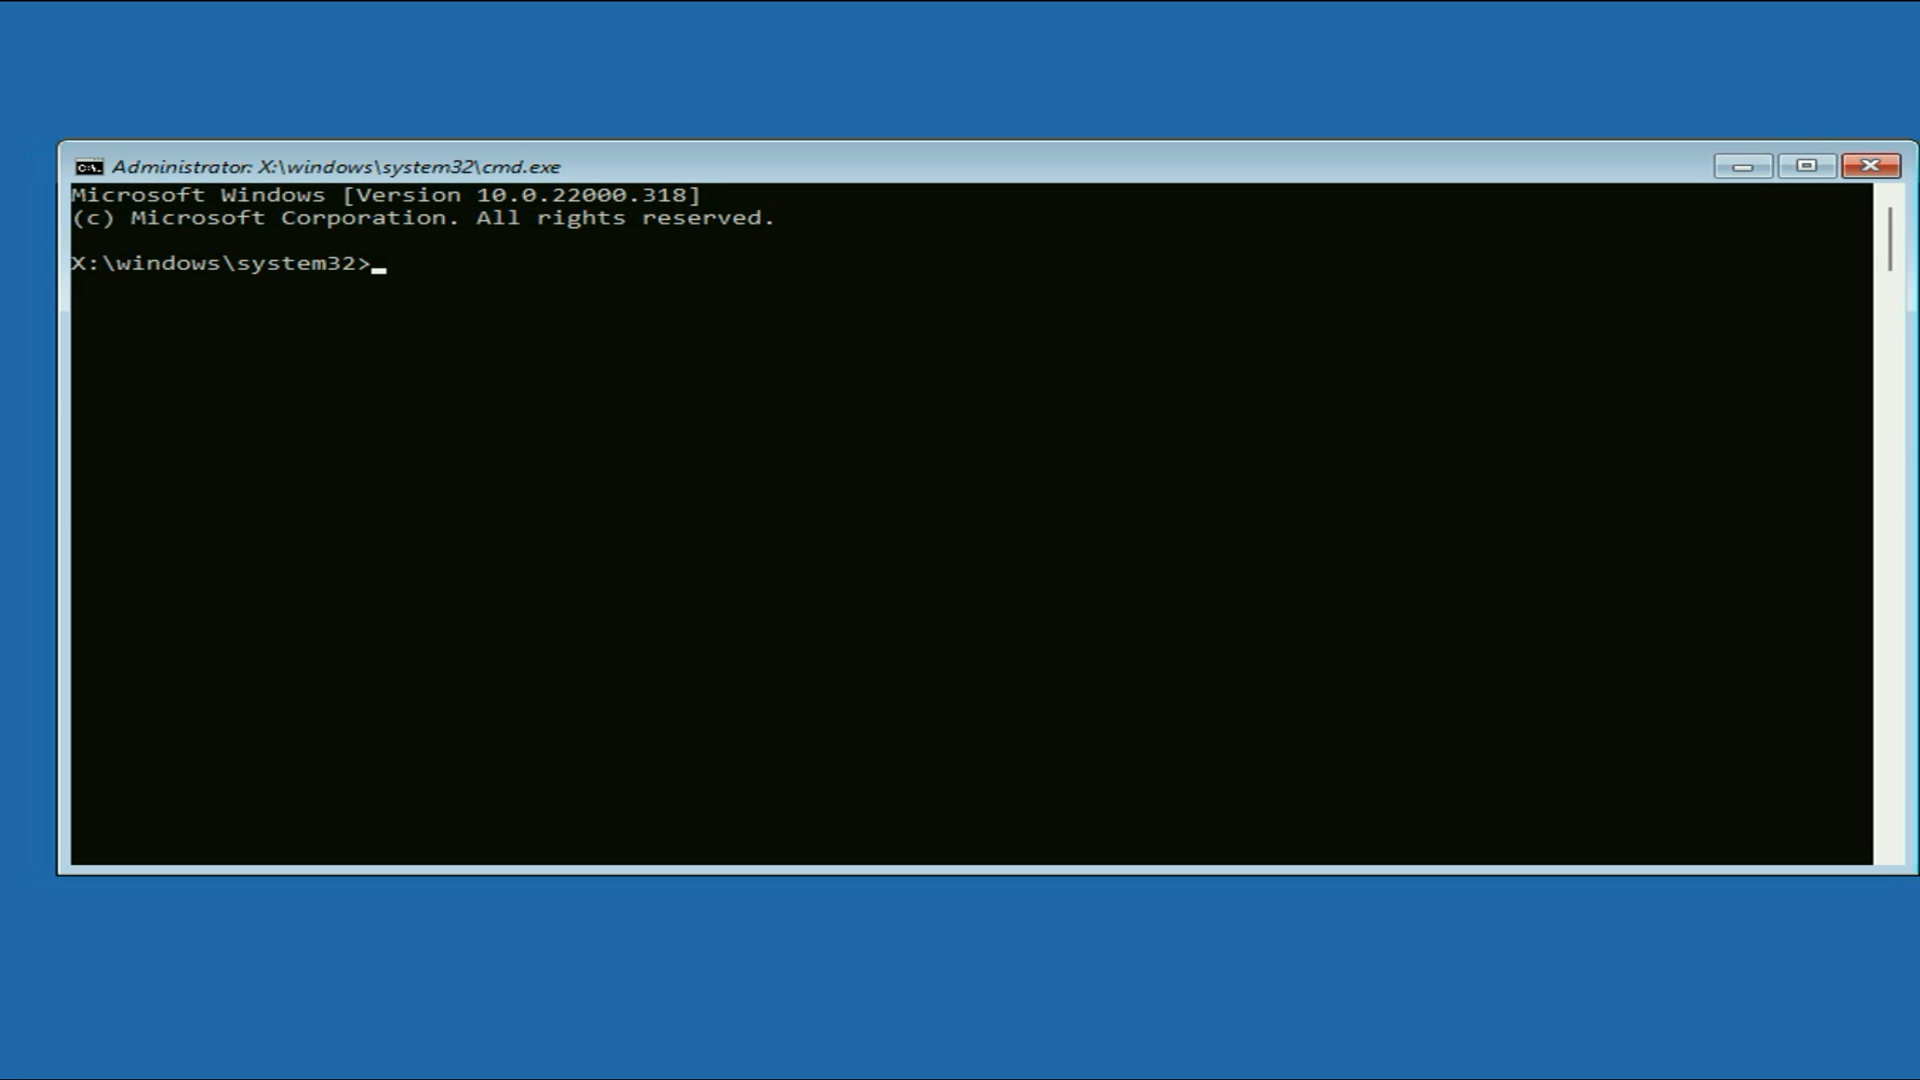 Administrator: X:\windows\system32\cmd.exe
Microsoft Windows [Version 10.0.22000.318]
(c) Microsoft Corporation. All rights reserved.
X:\windows\system32>